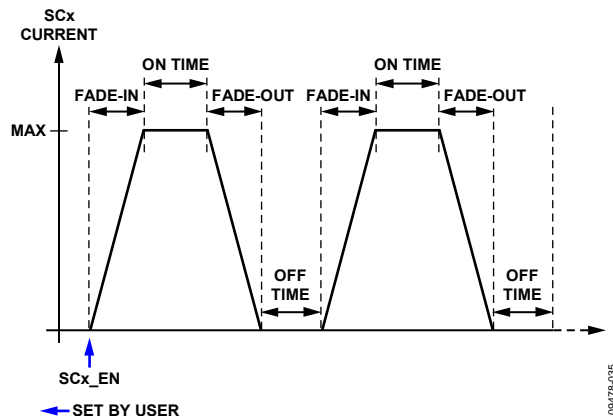 SCx
CURRENT
ON TIME
ON TIME
FADE-IN
FADE-OUT
FADE-IN
FADE-OUT
MAX
OFF
TIME
OFF
TIME
SCx_EN
SET BY USER
09478-035